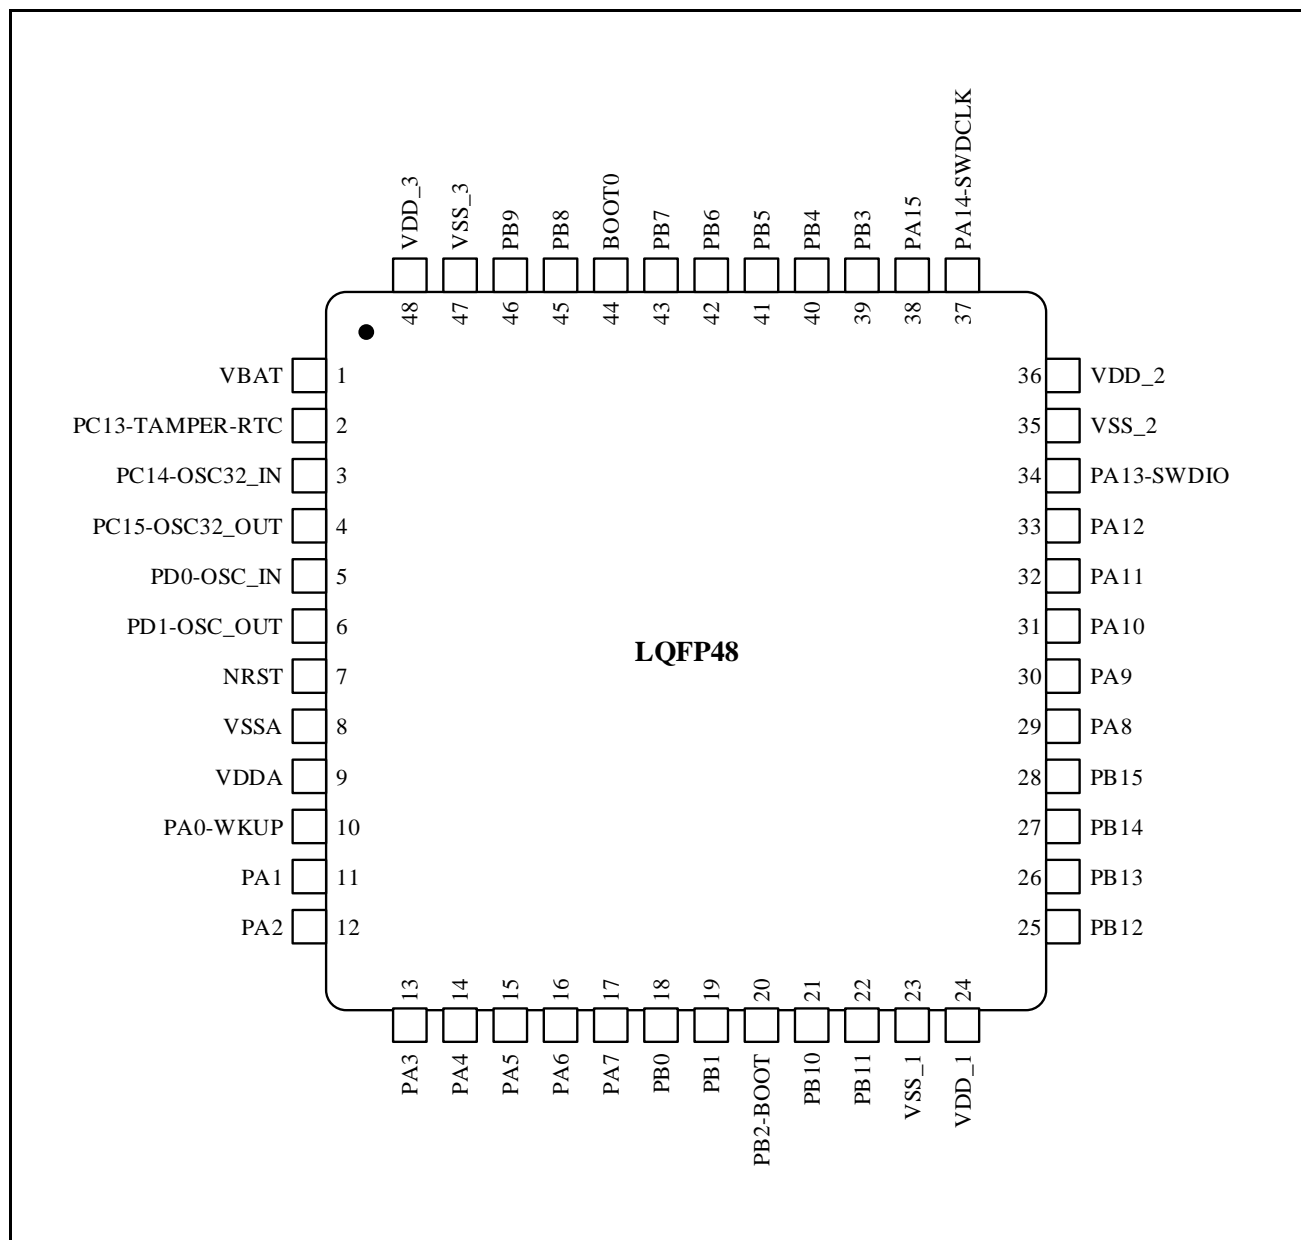 VDD_3
VSS_3
PB9
PB8
BOOT0
PB7
PB6
PB5
PB4
PB3
PA15
PA14-SWDCLK
48
47
46
45
44
43
42
41
40
39
38
37
VBAT 1
PC13-TAMPER-RTC 2
PC14-OSC32_IN 3
PC15-OSC32_OUT 4
PD0-OSC_IN 5
PD1-OSC_OUT 6
NRST 7
VSSA 8
VDDA 9
PA0-WKUP 10
PA1 11
PA2 12
LQFP48
36 VDD_2
35 VSS_2
34 PA13-SWDIO
33 PA12
32 PA11
31 PA10
30 PA9
29 PA8
28 PB15
27 PB14
26 PB13
25 PB12
13
14
15
16
17
18
19
20
21
22
23
24
PA3
PA4
PA5
PA6
PA7
PB0
PB1
PB2-BOOT
PB10
PB11
VSS_1
VDD_1